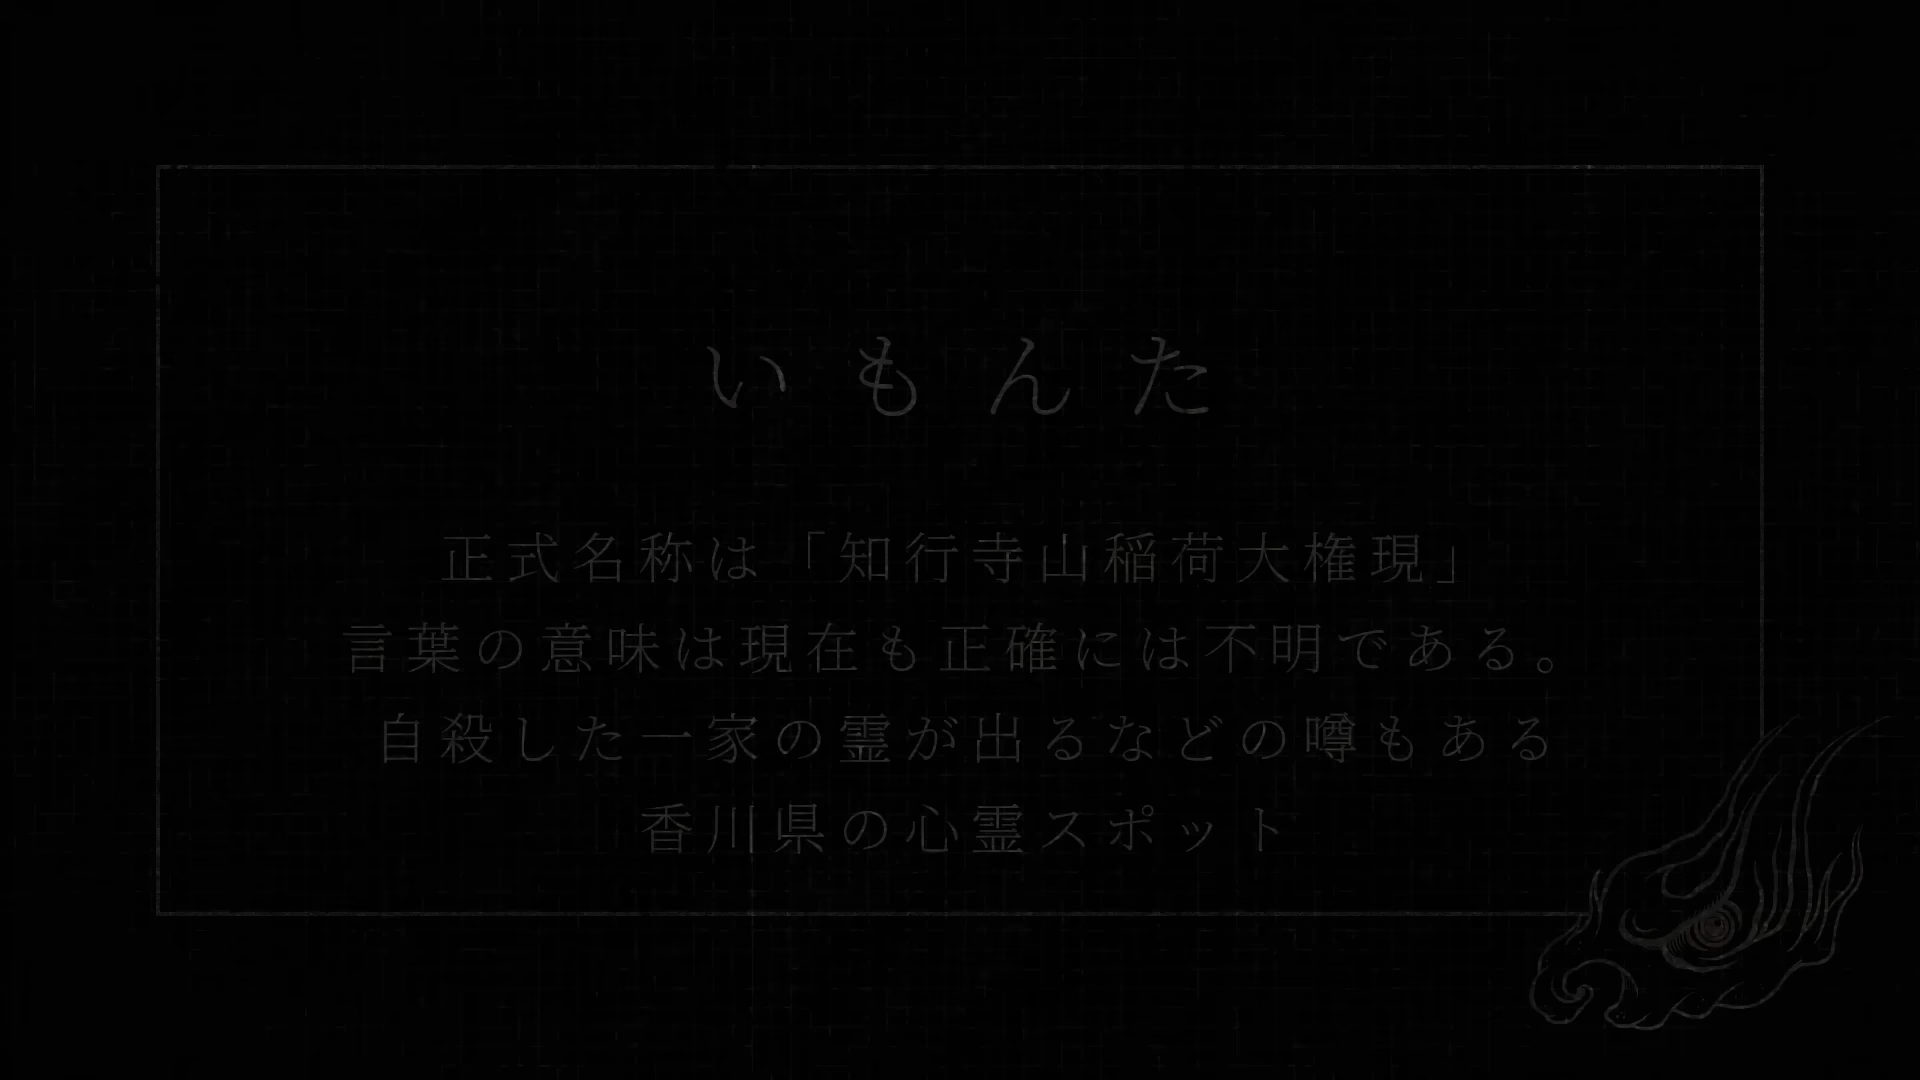 いもんた
正式名称は「知行寺山稲荷大権現」
言葉の意味は現在も正確には不明である。
自殺した一家の霊が出るなどの噂もある
香川県の心霊スポット